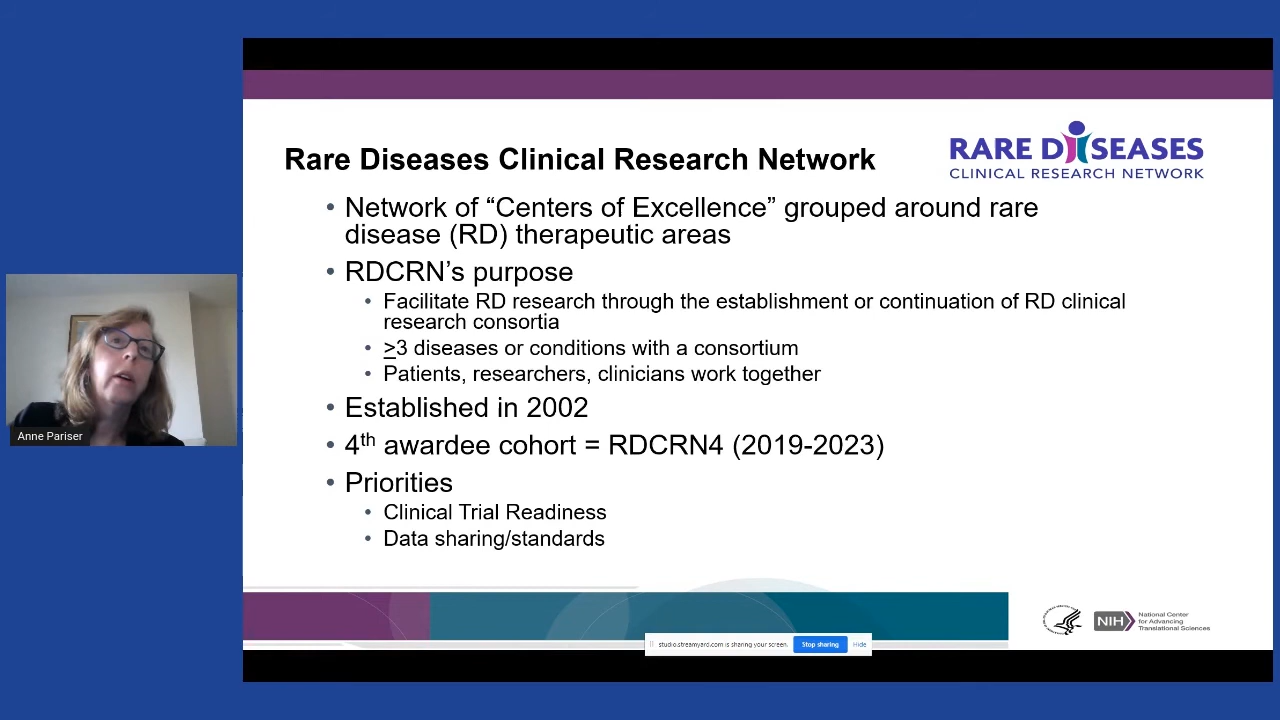 RARE DISEASES
CLINICAL RESEARCH NETWORK
Rare Diseases Clinical Research Network
• Network of “Centers of Excellence” grouped around rare
disease (RD) therapeutic areas
• RDCRN’s purpose
• Facilitate RD research through the establishment or continuation of RD clinical
research consortia
• >3 diseases or conditions with a consortium
• Patients, researchers, clinicians work together
• Established in 2002
• 4th awardee cohort = RDCRN4 (2019-2023)
• Priorities
• Clinical Trial Readiness
• Data sharing/standards
Anne Pariser
NIH
National Center
for Advancing
Translational Sciences
studio.streamyard.com is sharing your screen.
Stop sharing
Hide